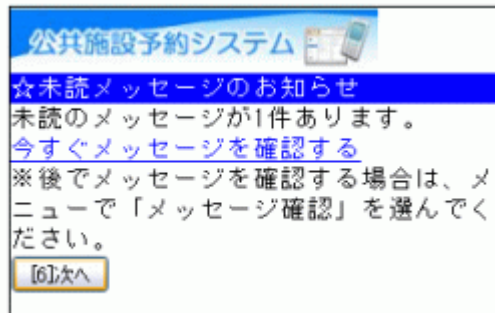 公共施設予約システム
☆未読メッセージのお知らせ
未読のメッセージが1件あります。
今すぐメッセージを確認する
※後でメッセージを確認する場合は、メ
ニューで「メッセージ確認」を選んでく
ださい。
[6]次へ